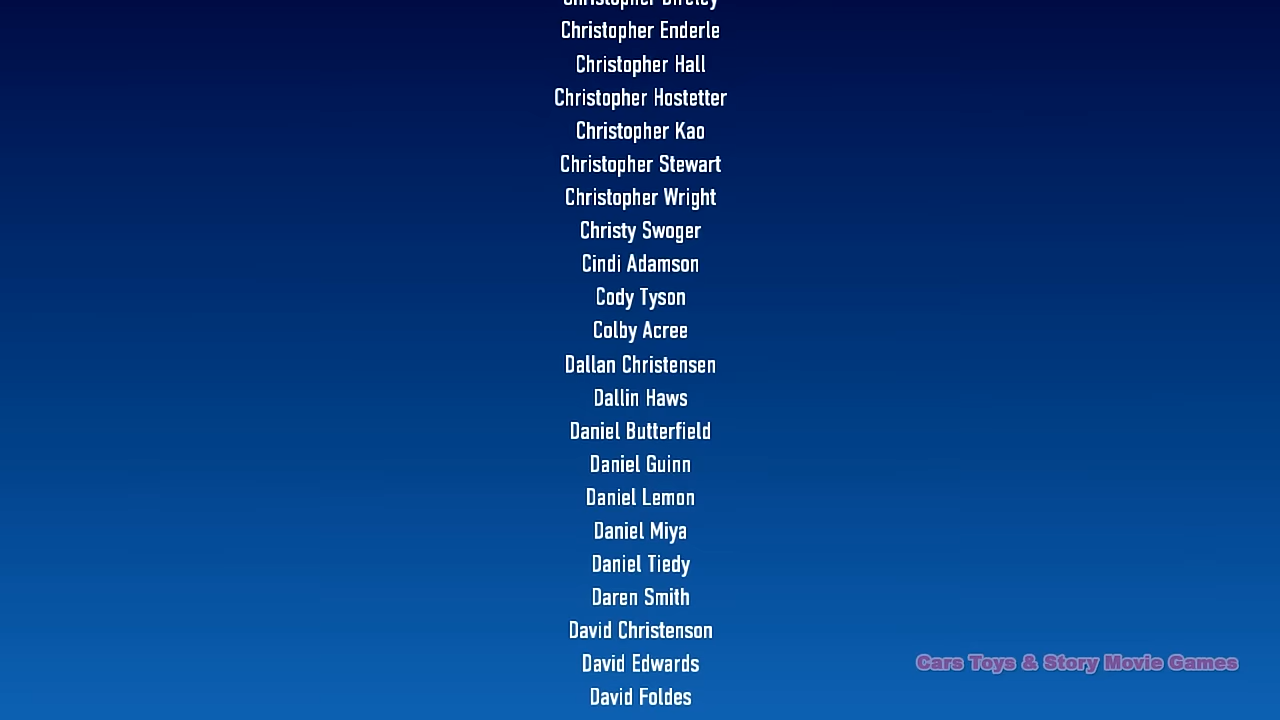 Christopher
Christopher Enderle
Christopher Hall
Christopher Hostetter
Christopher Kao
Christopher Stewart
Christopher Wright
Christy Swoger
Cindi Adamson
Cody Tyson
Colby Acree
Dallan Christensen
Dallin Haws
Daniel Butterfield
Daniel Guinn
Daniel Lemon
Daniel Miya
Daniel Tiedy
Daren Smith
David Christenson
David Edwards
Cars Toys & Story Movie Games
David Foldes